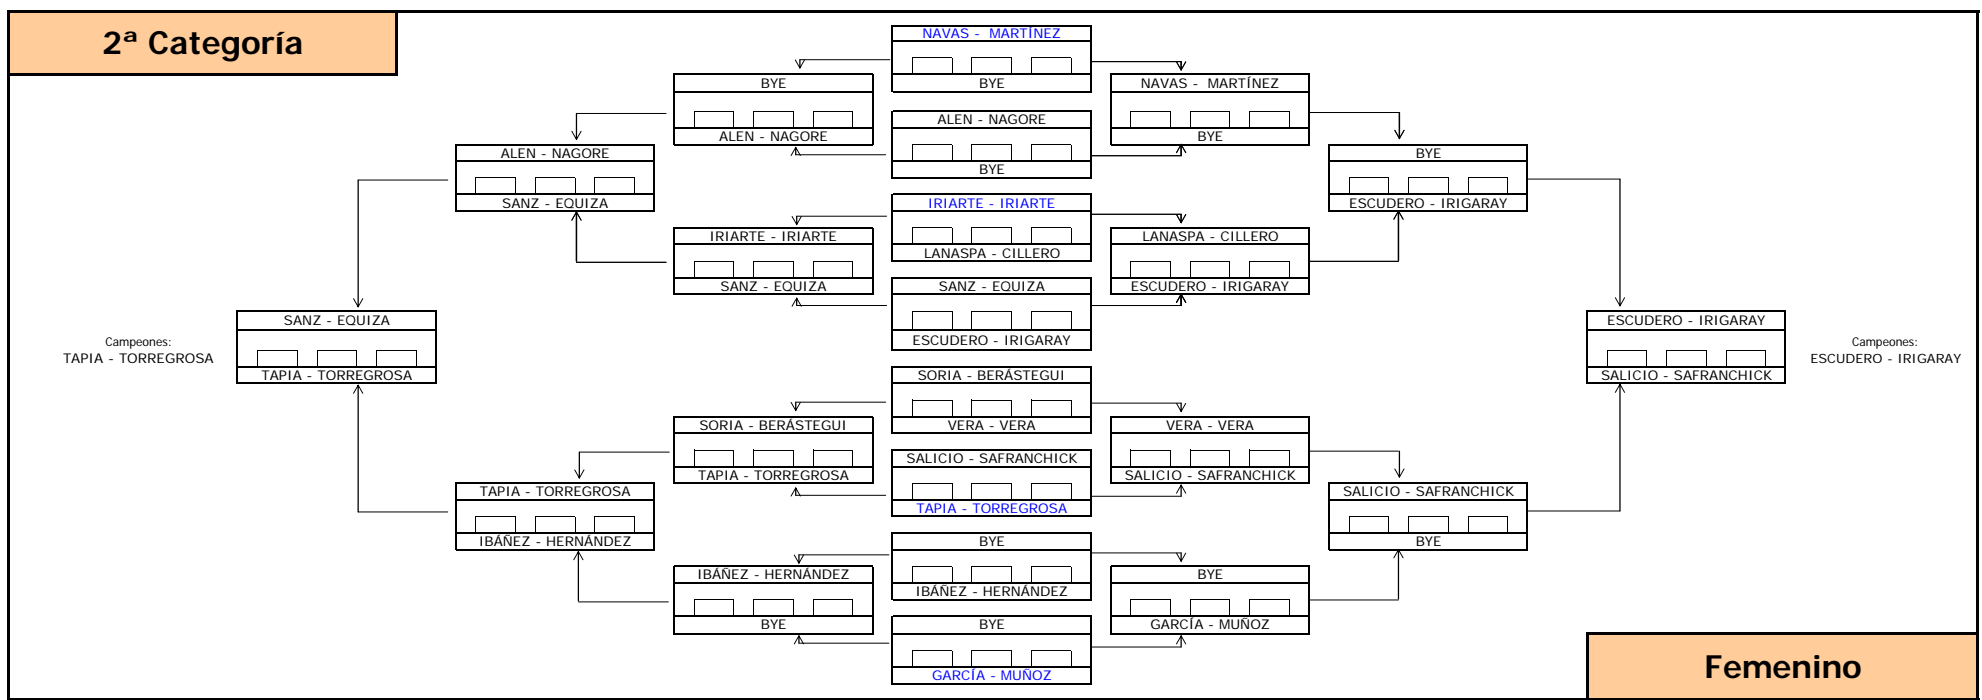 2ª Categoría
NAVAS - MARTÍNEZ
BYE
ALEN - NAGORE
BYE
IRIARTE - IRIARTE
LANASPA - CILLERO
SANZ - EQUIZA
ESCUDERO - IRIGARAY
SORIA - BERÁSTEGUI
VERA - VERA
SALICIO - SAFRANCHICK
TAPIA - TORREGROSA
BYE
IBÁÑEZ - HERNÁNDEZ
BYE
GARCÍA - MUÑOZ
BYE
ALEN - NAGORE
IRIARTE - IRIARTE
SANZ - EQUIZA
SORIA - BERÁSTEGUI
TAPIA - TORREGROSA
IBÁÑEZ - HERNÁNDEZ
BYE
ALEN - NAGORE
SANZ - EQUIZA
TAPIA - TORREGROSA
IBÁÑEZ - HERNÁNDEZ
SANZ - EQUIZA
TAPIA - TORREGROSA
Campeones:
TAPIA - TORREGROSA
NAVAS - MARTÍNEZ
BYE
LANASPA - CILLERO
ESCUDERO - IRIGARAY
VERA - VERA
SALICIO - SAFRANCHICK
BYE
GARCÍA - MUÑOZ
BYE
ESCUDERO - IRIGARAY
SALICIO - SAFRANCHICK
BYE
ESCUDERO - IRIGARAY
SALICIO - SAFRANCHICK
Campeones:
ESCUDERO - IRIGARAY
Femenino